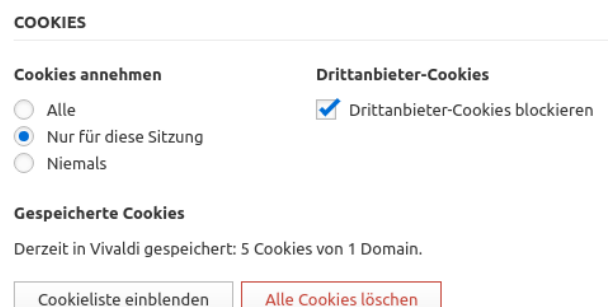 COOKIES
Cookies annehmen
Drittanbieter-Cookies
Alle
Drittanbieter-Cookies blockieren
Nur für diese Sitzung
Niemals
Gespeicherte Cookies
Derzeit in Vivaldi gespeichert: 5 Cookies von 1 Domain.
Cookieliste einblenden
Alle Cookies löschen